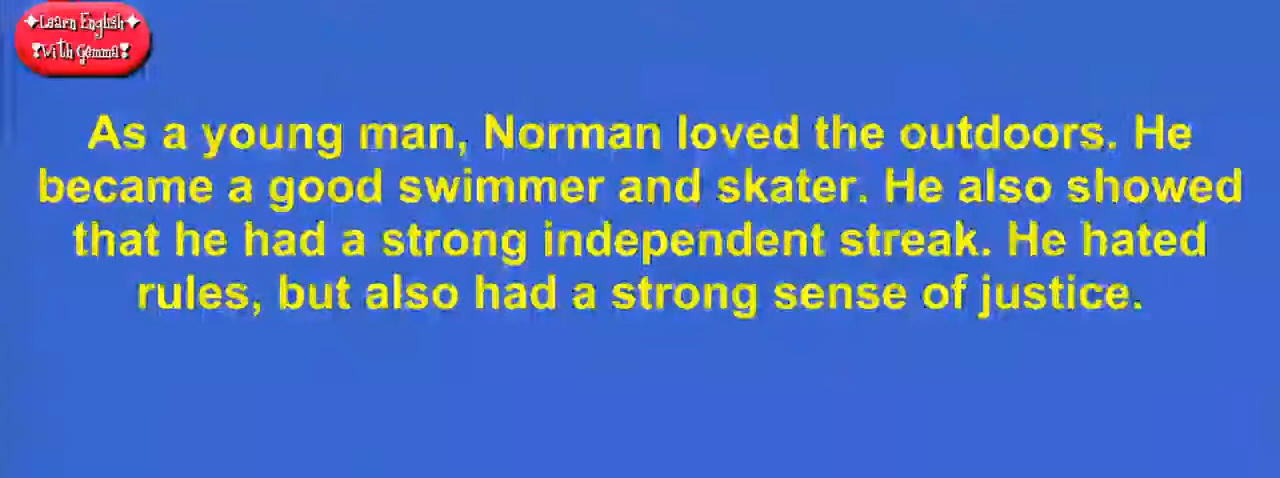 Learn English
With Gemma
As a young man, Norman loved the outdoors. He
became a good swimmer and skater. He also showed
that he had a strong independent streak. He hated
rules, but also had a strong sense of justice.